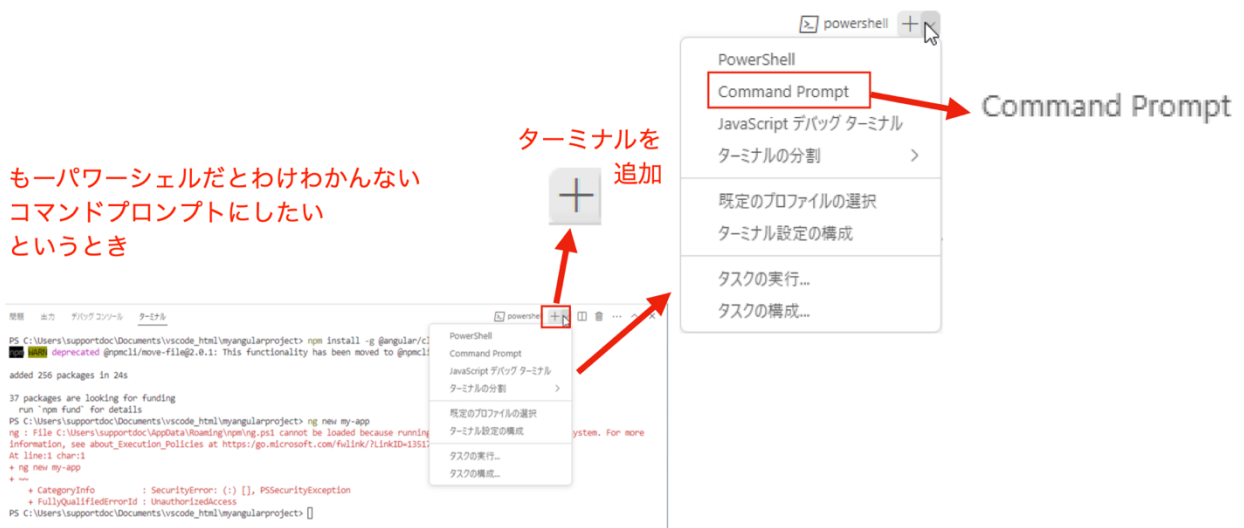 powershell
PowerShell
Command Prompt
JavaScript デバッグ ターミナル
ターミナルの分割
既定のプロファイルの選択
ターミナル設定の構成
タスクの実行...
タスクの構成...
Command Prompt
ターミナルを
追加
もーパワーシェルだとわけわかんない
コマンドプロンプトにしたい
というとき
問題 出力 デバッグ コンソール ターミナル
powershe
PS C:\Users\supportdoc\Documents\vscode_html\myangularproject> npm install -g @angular/cl
npm WARN deprecated @npmcli/move-file@2.0.1: This functionality has been moved to @npmcli
added 256 packages in 24s
37 packages are looking for funding
run `npm fund` for details
PS C:\Users\supportdoc\Documents\vscode_html\myangularproject> ng new my-app
ng : File C:\Users\supportdoc\AppData\Roaming\npm\ng.ps1 cannot be loaded because running ystem. For more
information, see about_Execution_Policies at https:/go.microsoft.com/fwlink/?LinkID=13517
At line:1 char:1
+ ng new my-app
+ ~~
+ CategoryInfo : SecurityError: (:) [], PSSecurityException
+ FullyQualifiedErrorId : UnauthorizedAccess
PS C:\Users\supportdoc\Documents\vscode_html\myangularproject>
PowerShell
Command Prompt
JavaScript デバッグ ターミナル
ターミナルの分割
既定のプロファイルの選択
ターミナル設定の構成
タスクの実行...
タスクの構成...